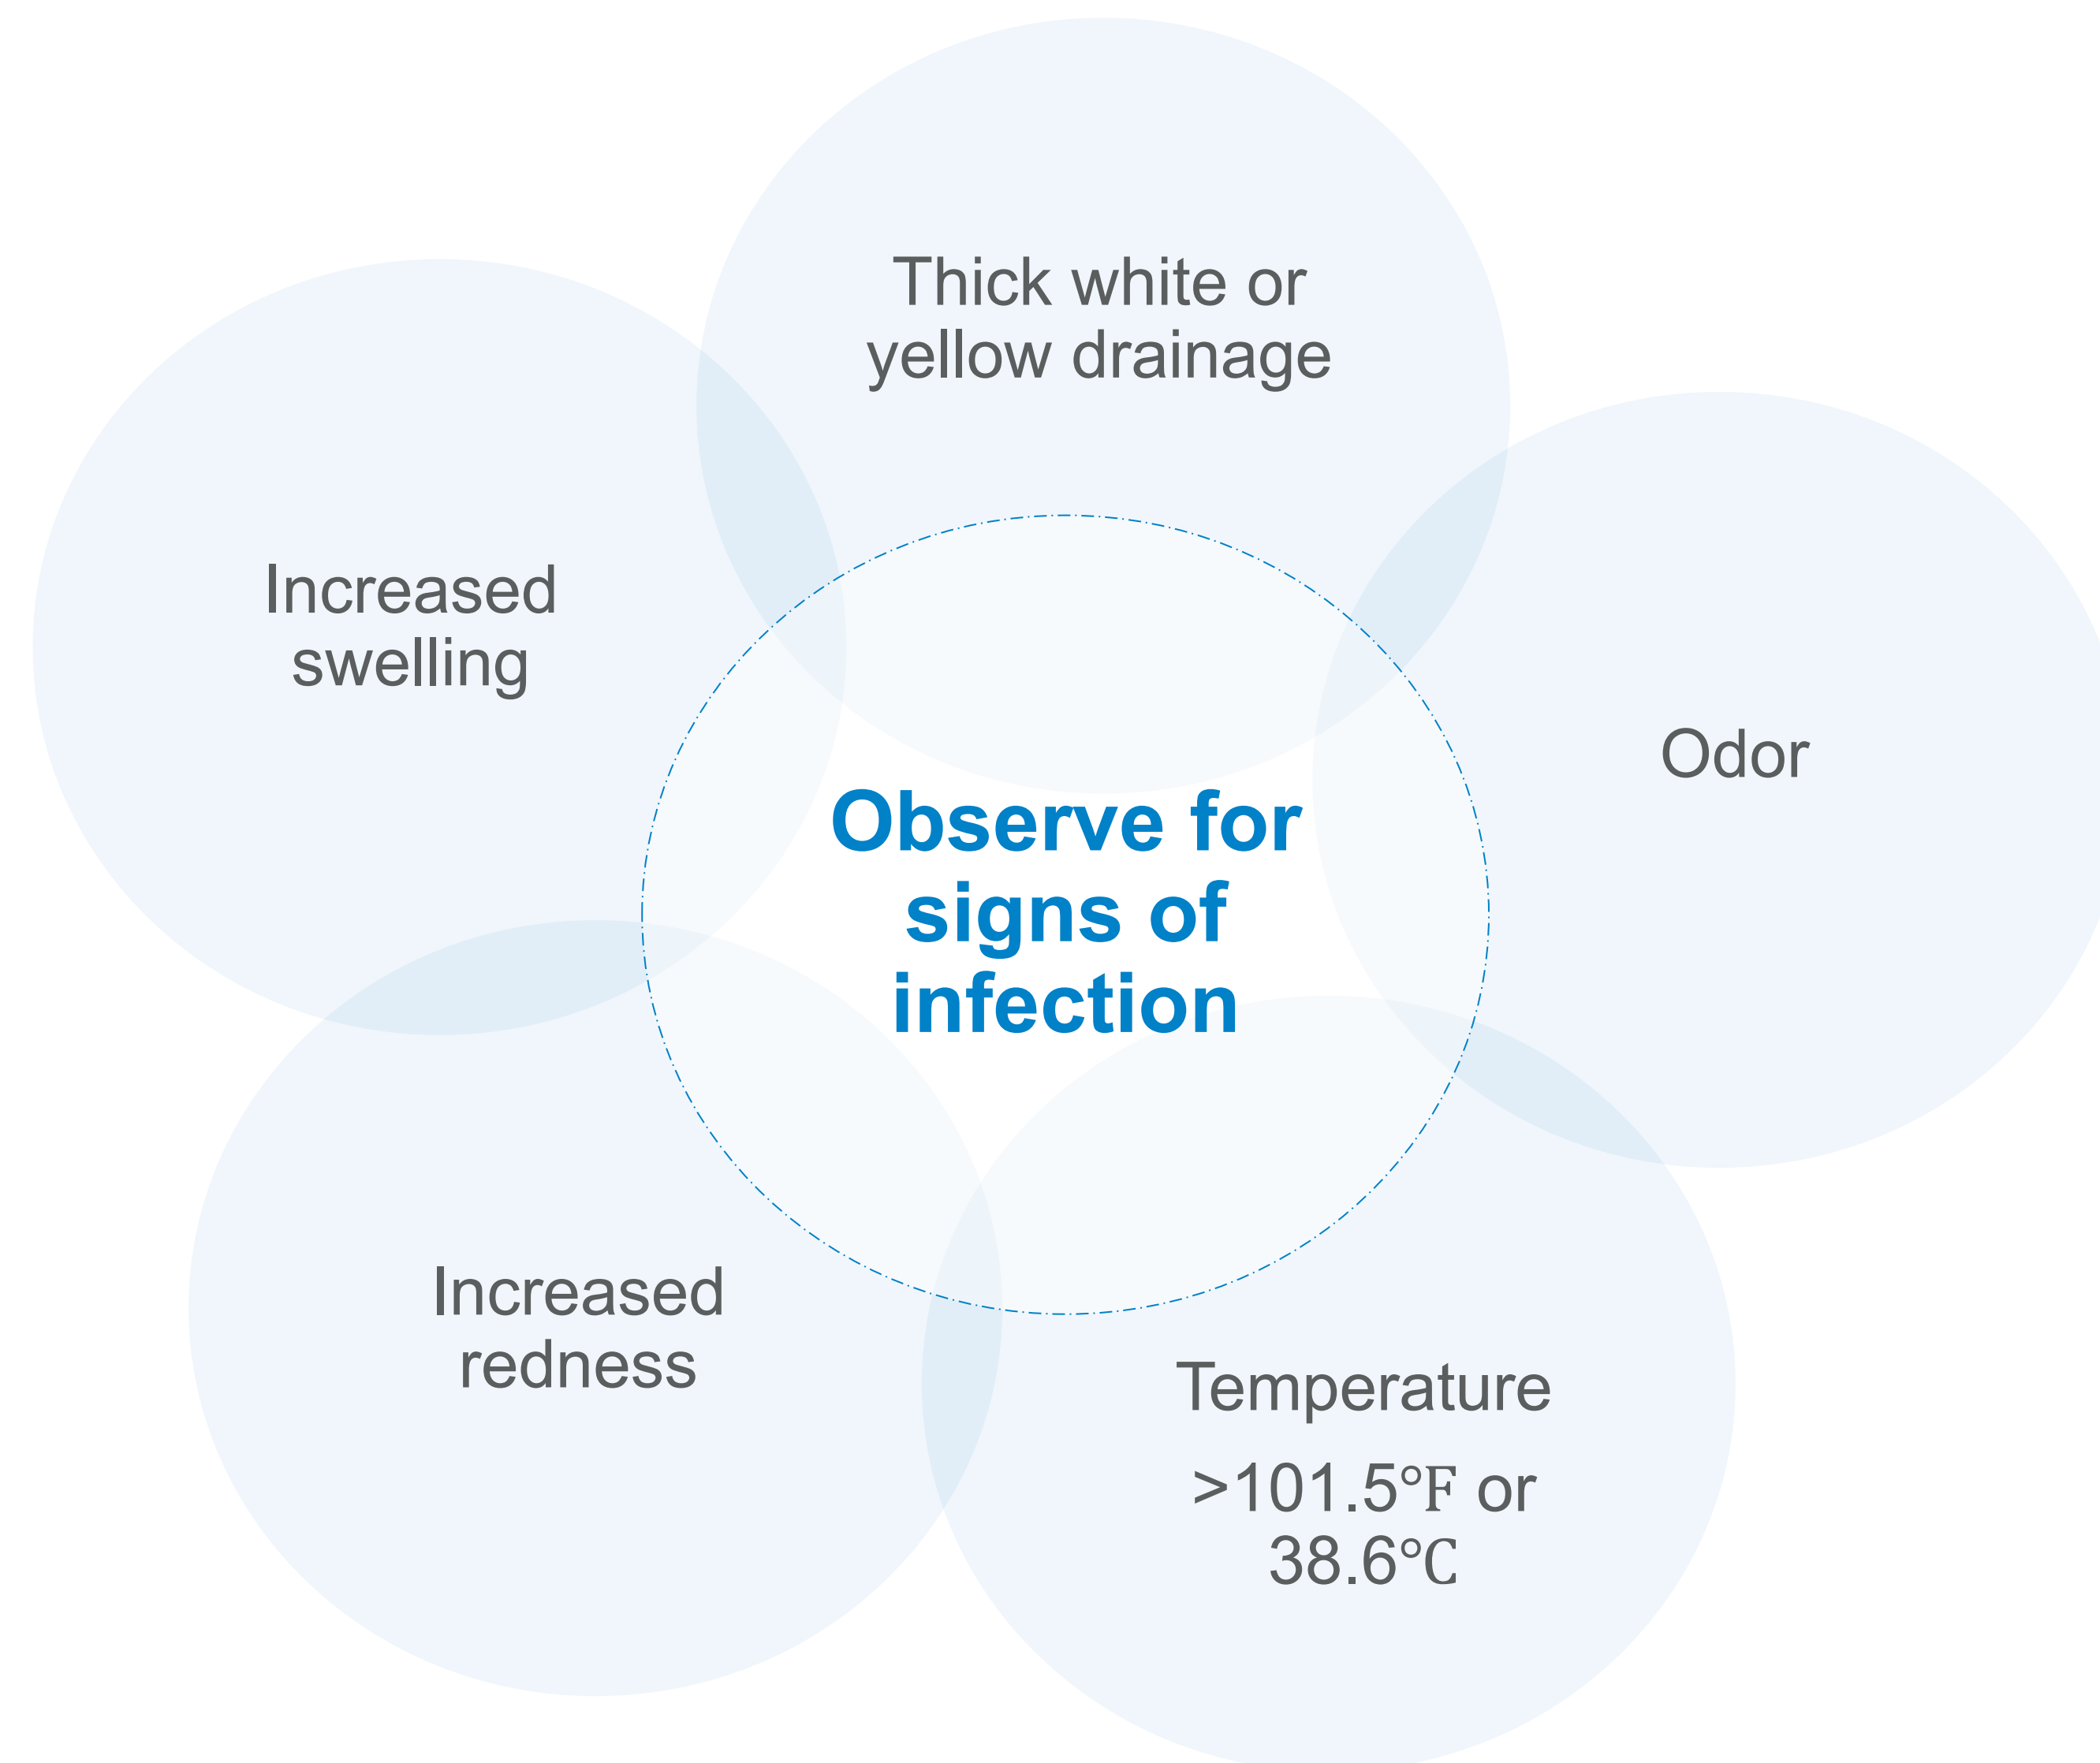 Thick white or
yellow drainage
Increased
swelling
Odor
Observe for
signs of
infection
Increased
redness
Temperature
>101.5°F or
38.6°C